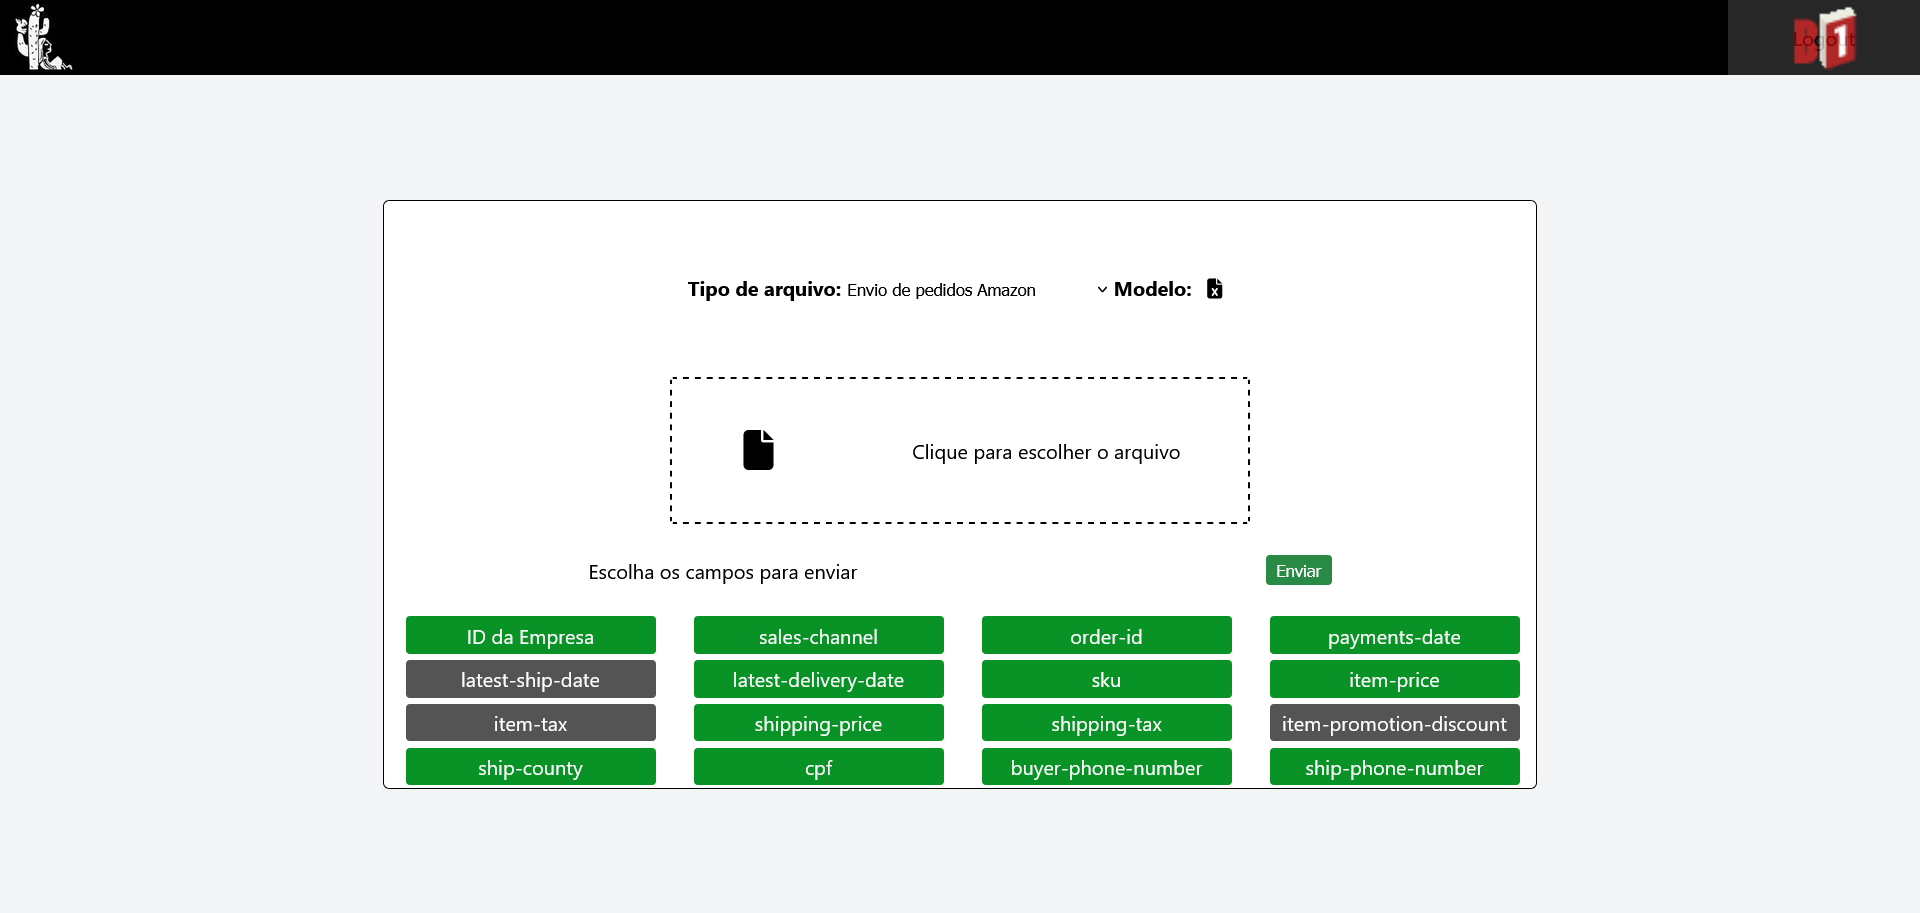 Logout
Tipo de arquivo: Envio de pedidos Amazon Modelo:
Clique para escolher o arquivo
Escolha os campos para enviar Enviar
ID da Empresa sales-channel order-id payments-date
latest-ship-date latest-delivery-date sku item-price
item-tax shipping-price shipping-tax item-promotion-discount
ship-county cpf buyer-phone-number ship-phone-number